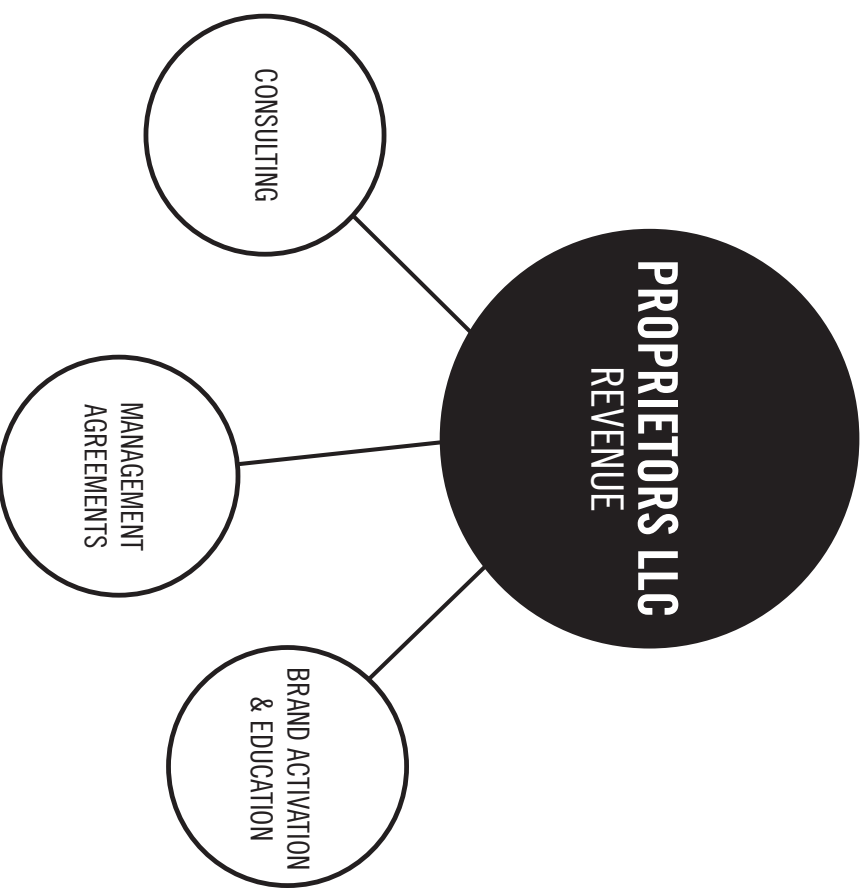 PROPRIETORS LLC
REVENUE
CONSULTING
MANAGEMENT
AGREEMENTS
BRAND ACTIVATION
& EDUCATION